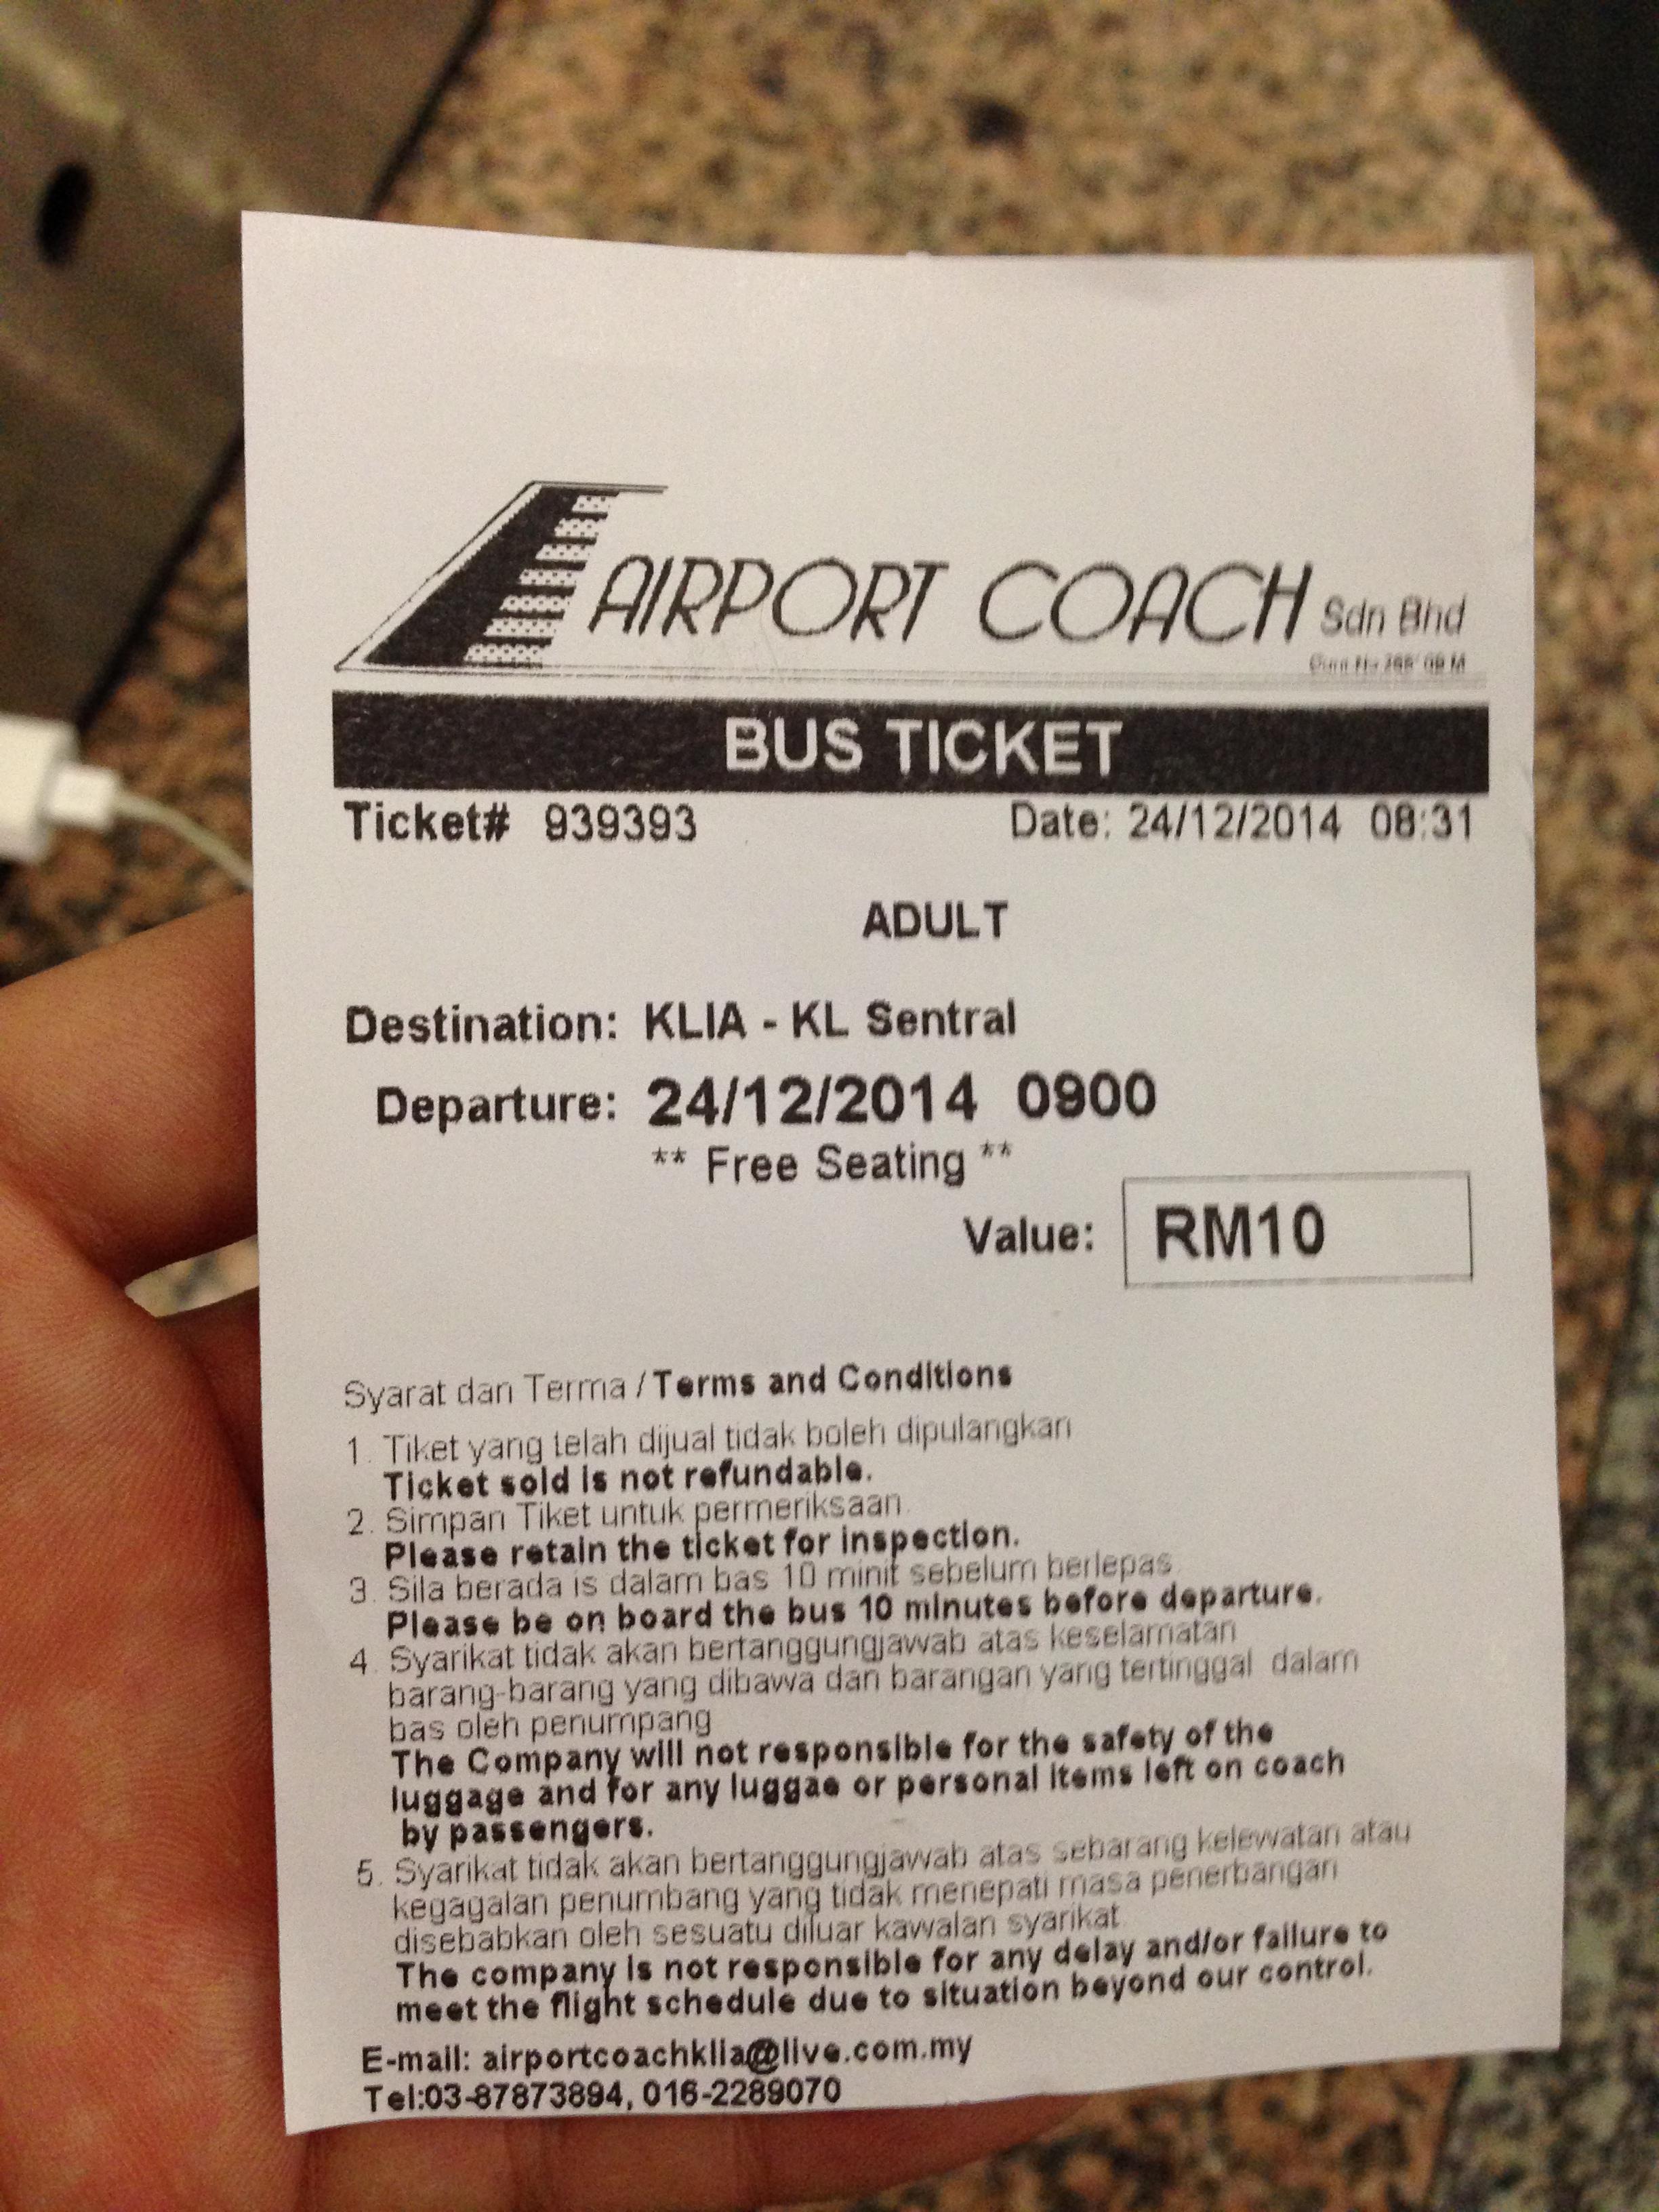 AIRPORT COACH Sdn Bhd
BUS TICKET
Ticket# 939393 Date: 24/12/2014 08:31
ADULT
Destination: KLIA - KL Sentral
Departure: 24/12/2014 0900
** Free Seating **
Value: RM10
Syarat dan Terma / Terms and Conditions
1. Tiket yang telah dijual tidak boleh dipulangkan
Ticket sold is not refundable.
2. Simpan Tiket untuk permeriksaan.
Please retain the ticket for inspection.
3. Sila berada is dalam bas 10 minit sebelum berlepas.
Please be on board the bus 10 minutes before departure.
4. Syarikat tidak akan bertanggungjawab atas keselamatan
barang-barang yang dibawa dan barangan yang tertinggal dalam
bas oleh penumpang
The Company will not responsible for the safety of the
luggage and for any luggae or personal items left on coach
by passengers.
5. Syarikat tidak akan bertanggungjawab atas sebarang kelewatan atau
kegagalan penumbang yang tidak menepati masa penerbangan
disebabkan oleh sesuatu diluar kawalan syarikat.
The company is not responsible for any delay and/or failure to
meet the flight schedule due to situation beyond our control.
E-mail: airportcoachklia@live.com.my
Tel:03-87873894, 016-2289070